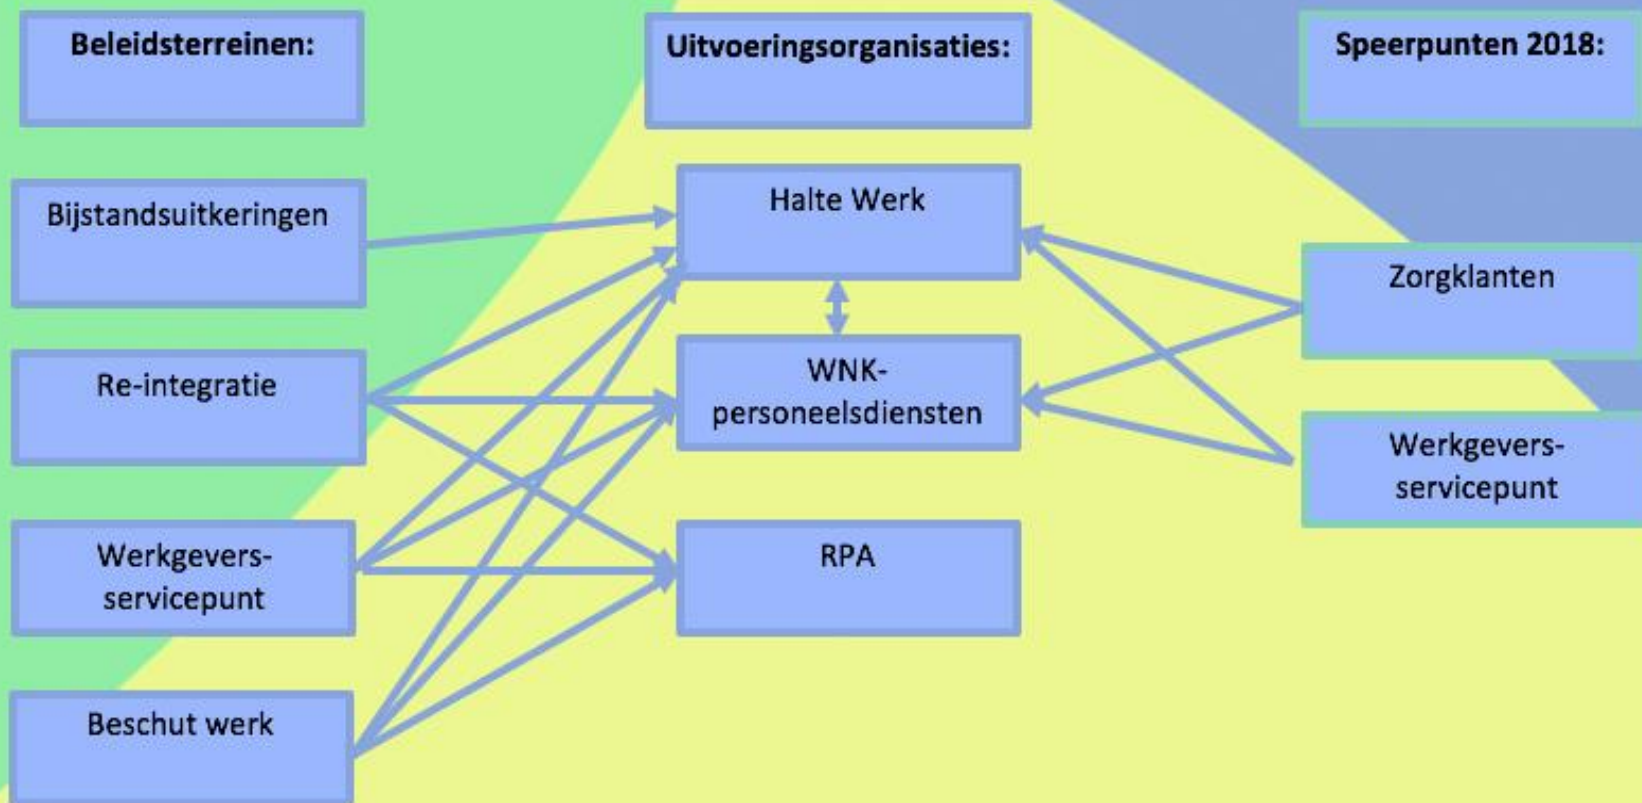 Beleidsterreinen:
Uitvoeringsorganisaties:
Speerpunten 2018:
Bijstandsuitkeringen
Re-integratie
Werkgevers-
servicepunt
Beschut werk
Halte Werk
WNK-
personeelsdiensten
RPA
Zorgklanten
Werkgevers-
servicepunt